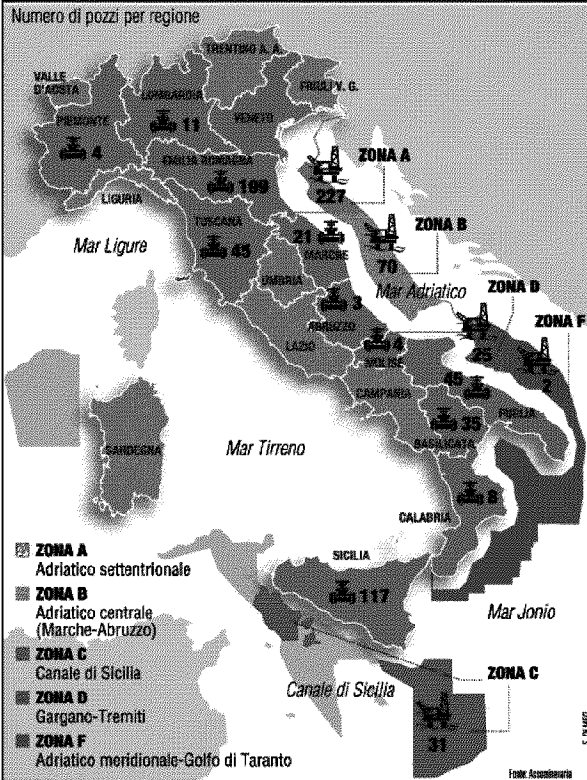 Numero di pozzi per regione
TRENTINO A. A.
VALLE
D'AOSTA
LOMBARDIA
FRIULI V. G.
PIEMONTE
11
VENETO
4
EMILIA ROMAGNA
109
ZONA A
227
LIGURIA
TOSCANA
21
MARCHE
ZONA B
Mar Ligure
45
70
UMBRIA
Mar Adriatico
ZONA D
3
ABRUZZO
ZONA F
LAZIO
4
25
MOLISE
45
2
CAMPANIA
PUGLIA
35
BASILICATA
SARDEGNA
Mar Tirreno
8
CALABRIA
SICILIA
117
Mar Jonio
ZONA A
Adriatico settentrionale
ZONA B
Adriatico centrale
(Marche-Abruzzo)
ZONA C
Canale di Sicilia
ZONA D
Gargano-Tremiti
ZONA F
Adriatico meridionale-Golfo di Taranto
Canale di Sicilia
ZONA C
31
Fonte: Assomineraria